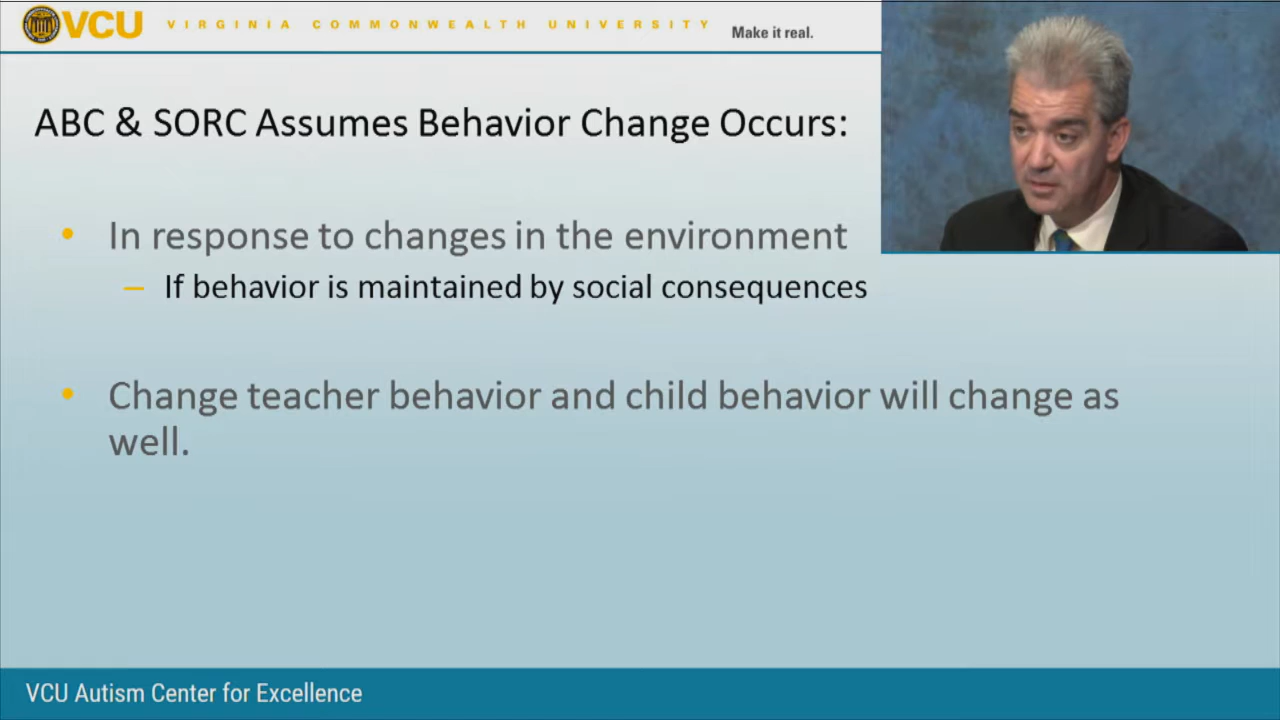 VCU VIRGINIA COMMONWEALTH UNIVERSITY Make it real.
ABC & SORC Assumes Behavior Change Occurs:
• In response to changes in the environment
– If behavior is maintained by social consequences
• Change teacher behavior and child behavior will change as
well.
VCU Autism Center for Excellence